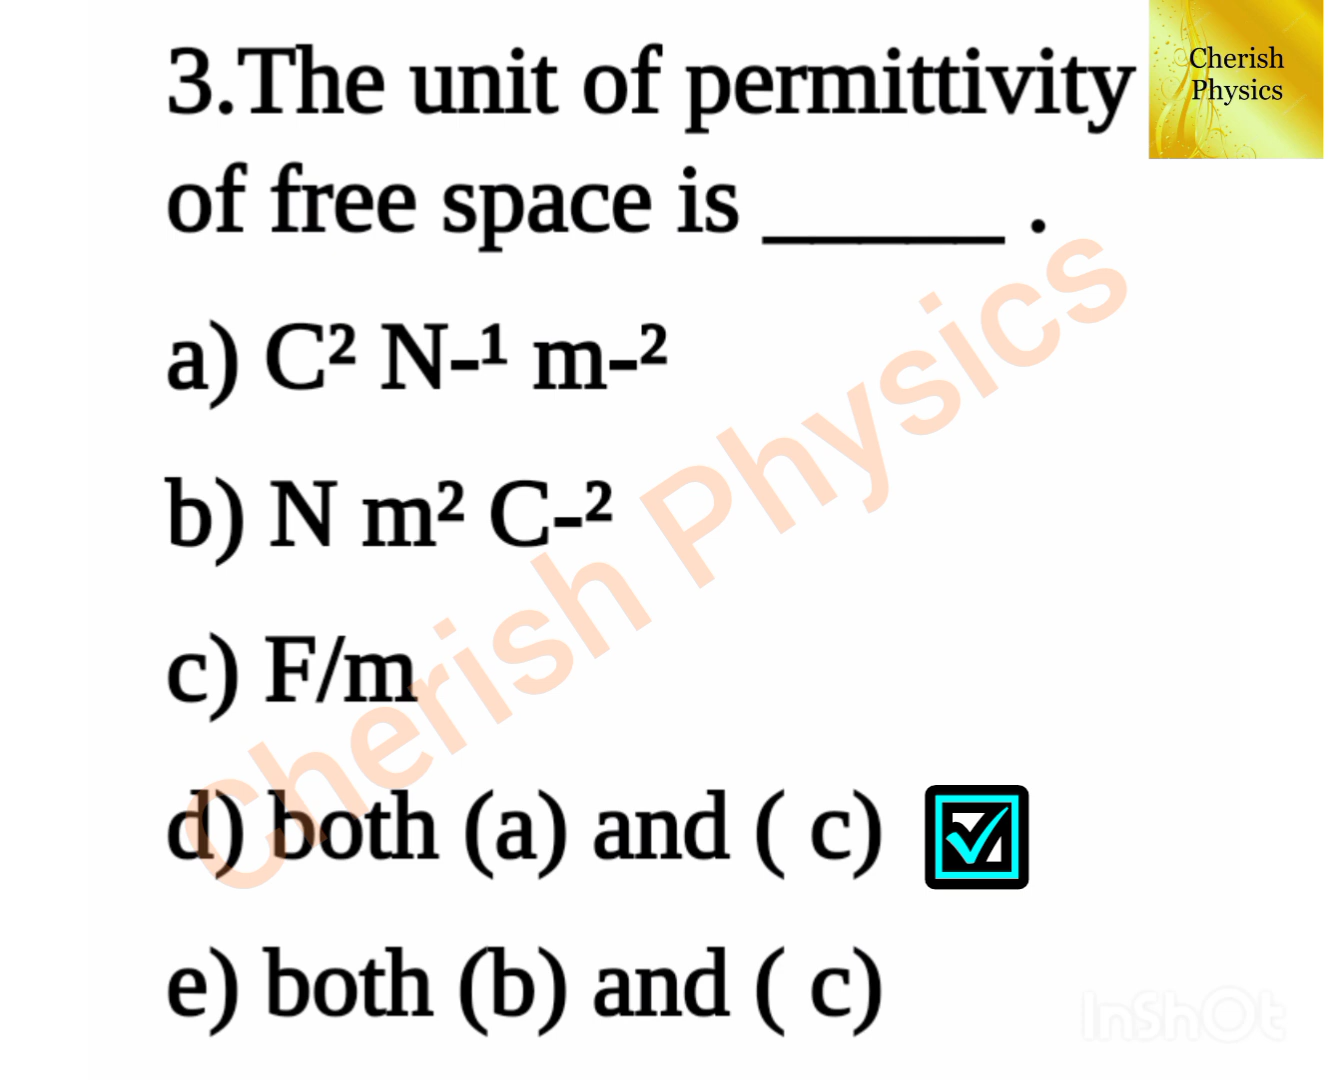 3.The unit of permittivity
of free space is _____ .
a) C² N-¹ m-²
b) N m² C-²
c) F/m
d) both (a) and ( c)
e) both (b) and ( c)
Cherish
Physics
Cherish Physics
InShOt